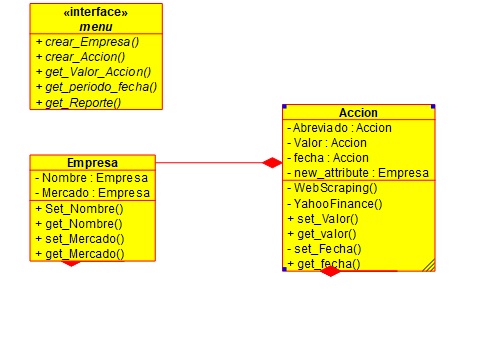 «interface»
menu
+ crear_Empresa()
+ crear_Accion()
+ get_Valor_Accion()
+ get_periodo_fecha()
+ get_Reporte()
Empresa
- Nombre : Empresa
- Mercado : Empresa
+ Set_Nombre()
+ get_Nombre()
+ set_Mercado()
+ get_Mercado()
Accion
- Abreviado : Accion
- Valor : Accion
- fecha : Accion
- new_attribute : Empresa
- WebScraping()
- YahooFinance()
+ set_Valor()
+ get_valor()
- set_Fecha()
+ get_fecha()